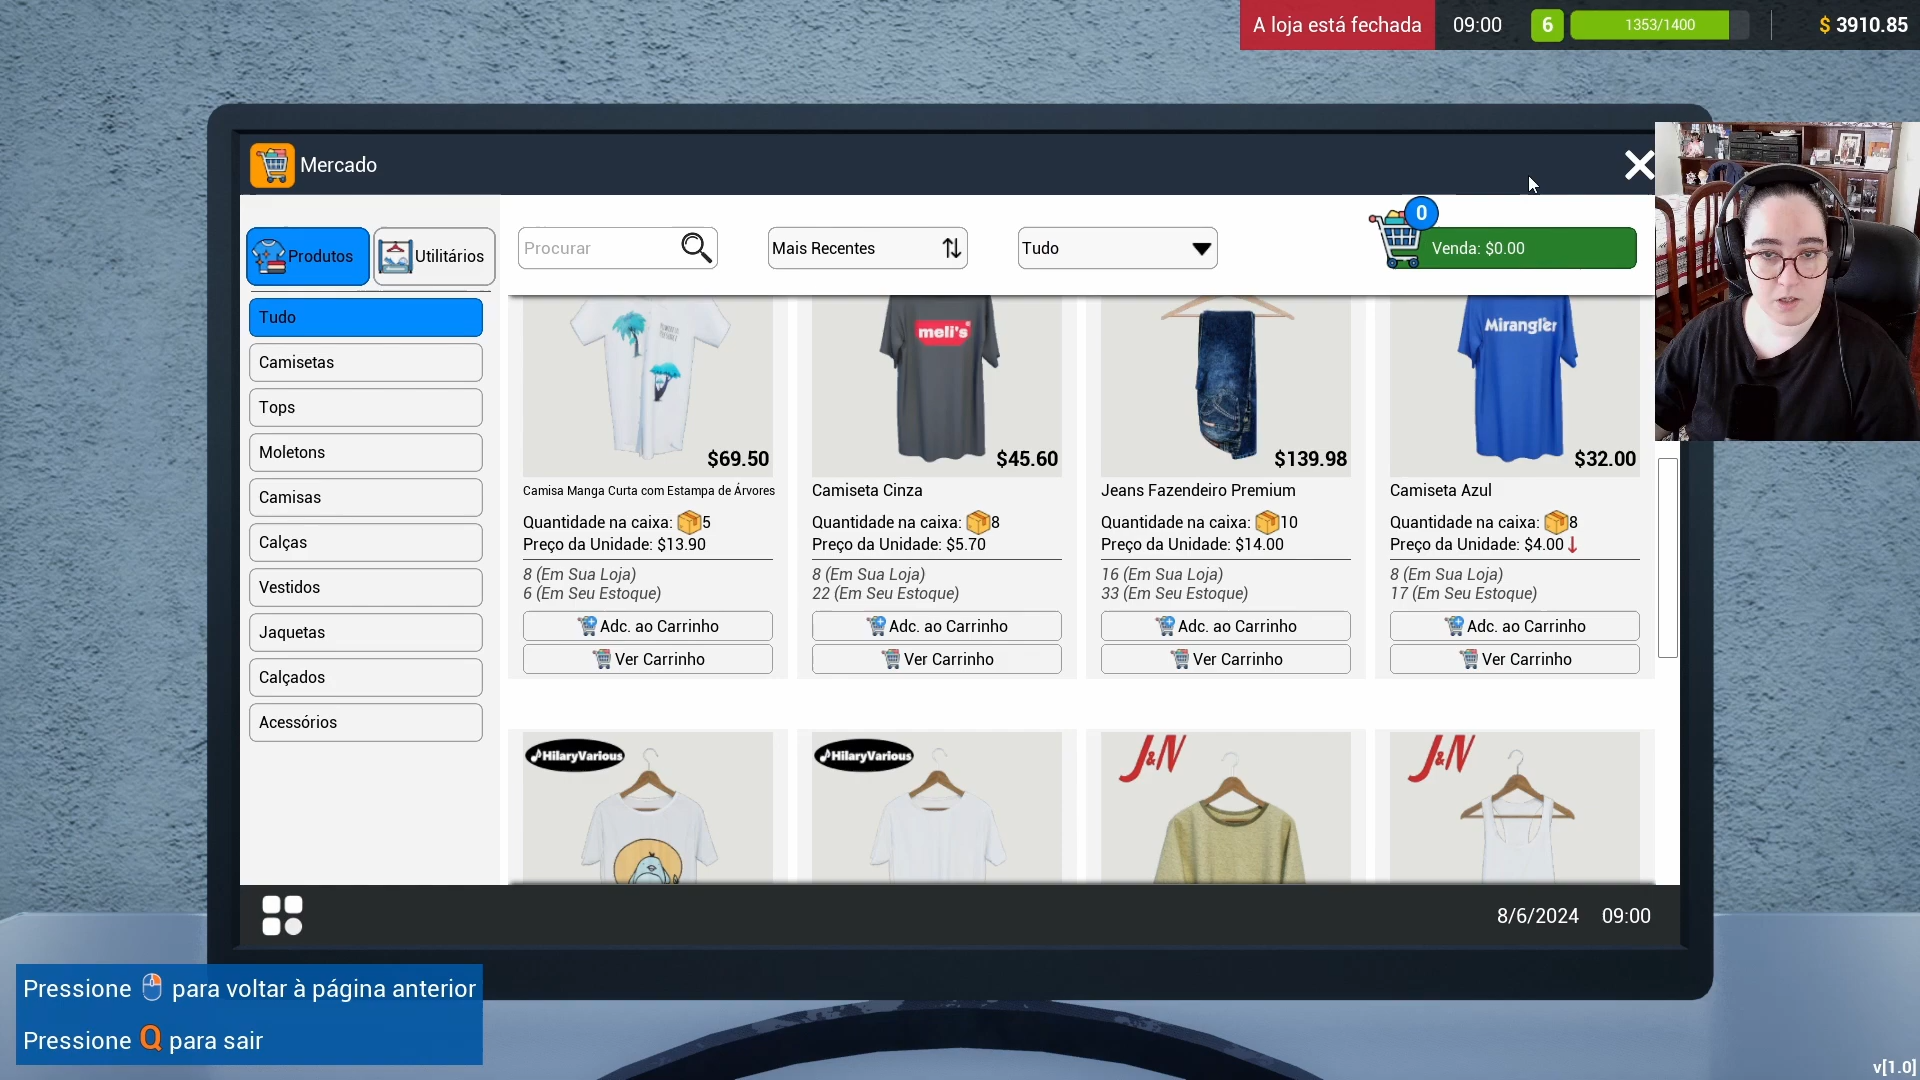 A loja está fechada 09:00 6 1353/1400 $ 3910.85
Mercado
0
Produtos Utilitários Procurar Mais Recentes Tudo Venda: $0.00
Tudo
Camisetas
Tops
Moletons
Camisas
Calças
Vestidos
Jaquetas
Calçados
Acessórios
$69.50
Camisa Manga Curta com Estampa de Árvores
Quantidade na caixa: 5
Preço da Unidade: $13.90
8 (Em Sua Loja)
6 (Em Seu Estoque)
Adc. ao Carrinho
Ver Carrinho
meli's
$45.60
Camiseta Cinza
Quantidade na caixa: 8
Preço da Unidade: $5.70
8 (Em Sua Loja)
22 (Em Seu Estoque)
Adc. ao Carrinho
Ver Carrinho
$139.98
Jeans Fazendeiro Premium
Quantidade na caixa: 10
Preço da Unidade: $14.00
16 (Em Sua Loja)
33 (Em Seu Estoque)
Adc. ao Carrinho
Ver Carrinho
Mirangler
$32.00
Camiseta Azul
Quantidade na caixa: 8
Preço da Unidade: $4.00
8 (Em Sua Loja)
17 (Em Seu Estoque)
Adc. ao Carrinho
Ver Carrinho
HilaryVarious
HilaryVarious
J&N
J&N
8/6/2024 09:00
Pressione para voltar à página anterior
Pressione Q para sair
v[1.0]